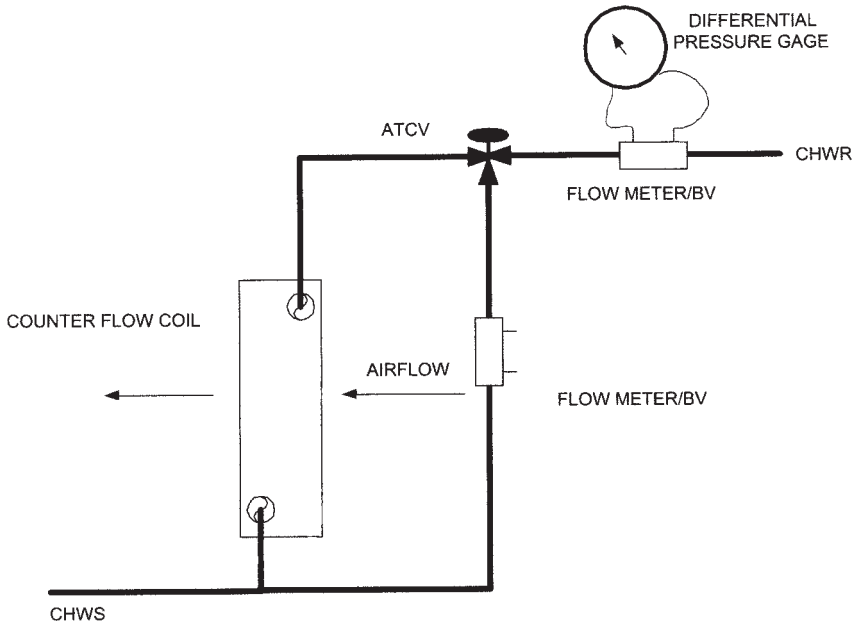 DIFFERENTIAL
PRESSURE GAGE
ATCV
CHWR
FLOW METER/BV
COUNTER FLOW COIL
AIRFLOW
FLOW METER/BV
CHWS